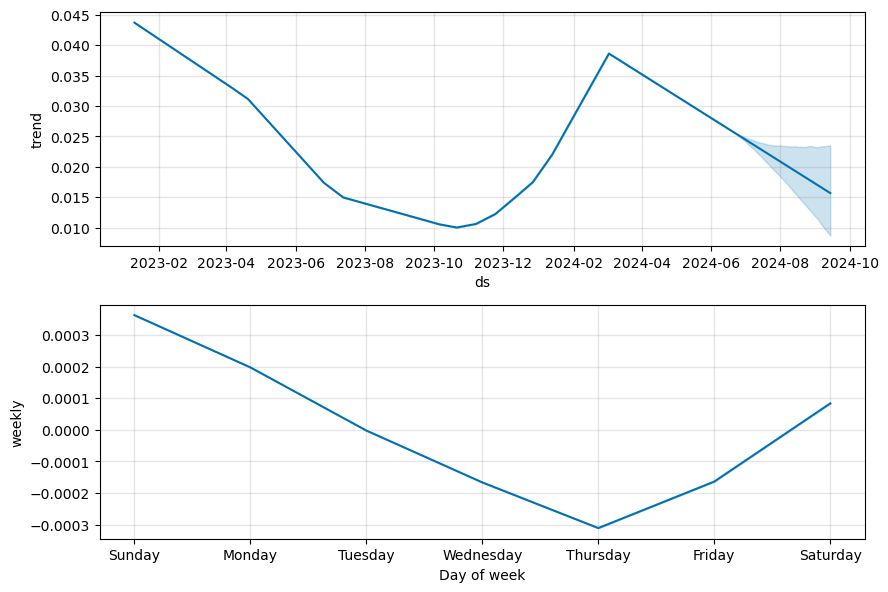 0.045
0.040
0.035
0.030
0.025
0.020
0.015
0.010
trend
2023-02 2023-04 2023-06 2023-08 2023-10 2023-12 2024-02 2024-04 2024-06 2024-08 2024-10
ds
0.0003
0.0002
0.0001
0.0000
−0.0001
−0.0002
−0.0003
weekly
Sunday Monday Tuesday Wednesday Thursday Friday Saturday
Day of week